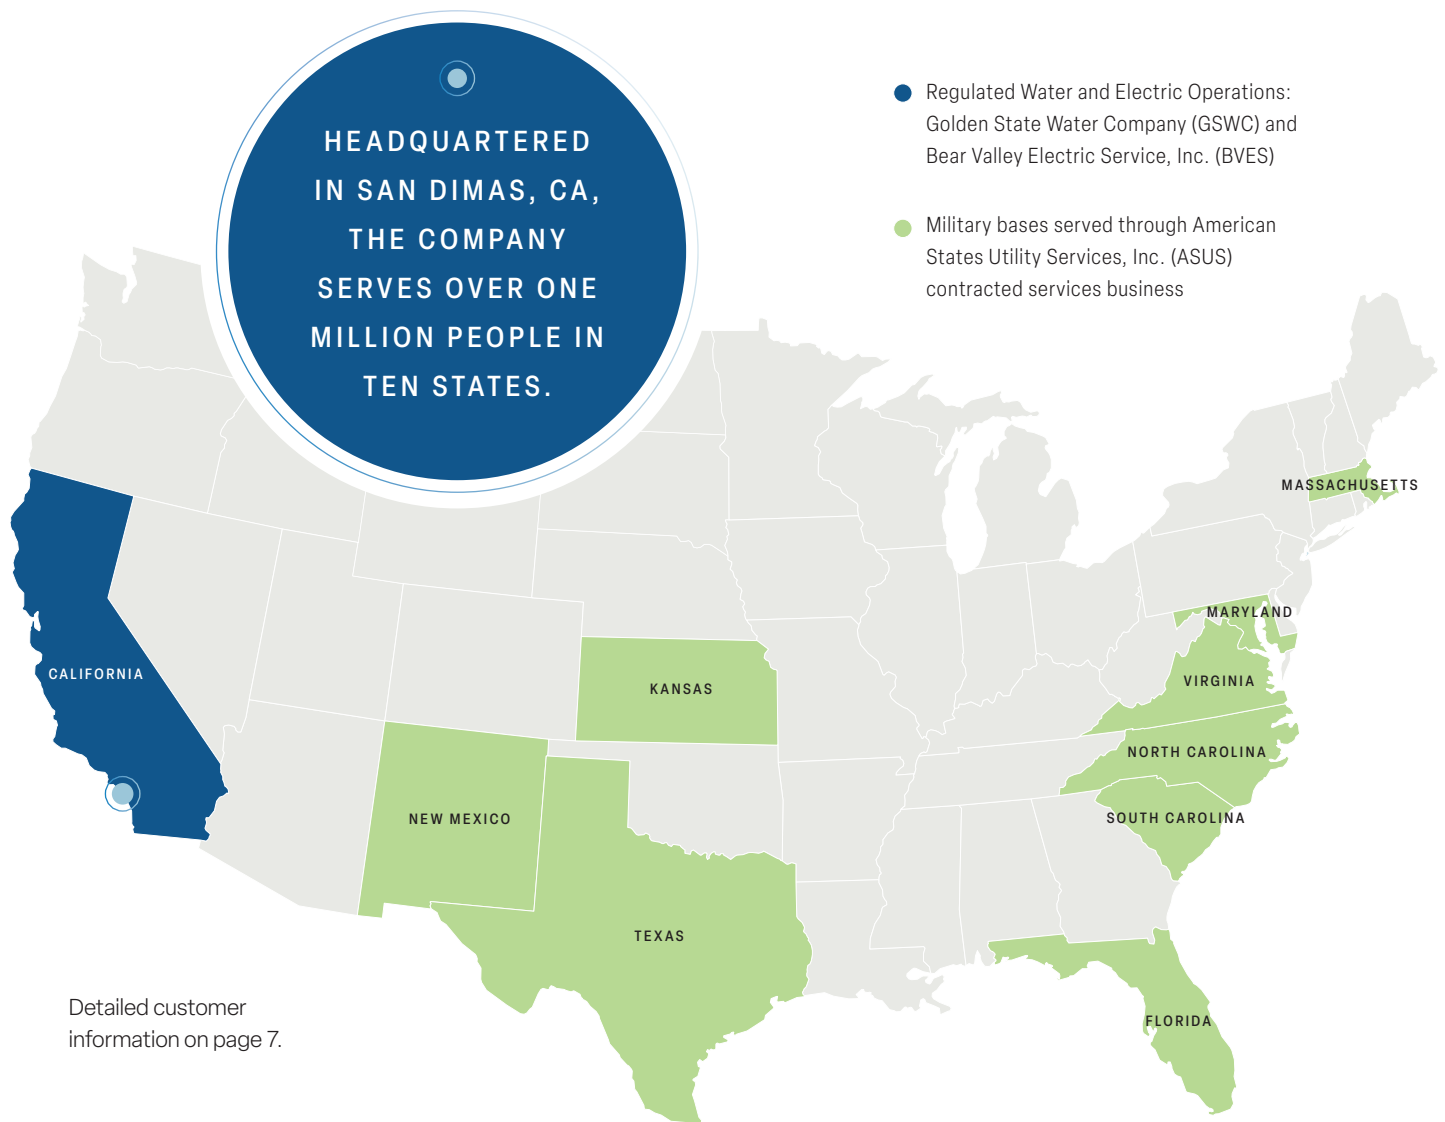 HEADQUARTERED
IN SAN DIMAS, CA,
THE COMPANY
SERVES OVER ONE
MILLION PEOPLE IN
TEN STATES.
Regulated Water and Electric Operations:
Golden State Water Company (GSWC) and
Bear Valley Electric Service, Inc. (BVES)
Military bases served through American
States Utility Services, Inc. (ASUS)
contracted services business
MASSACHUSETTS
MARYLAND
CALIFORNIA
VIRGINIA
KANSAS
NORTH CAROLINA
NEW MEXICO
SOUTH CAROLINA
TEXAS
FLORIDA
Detailed customer
information on page 7.